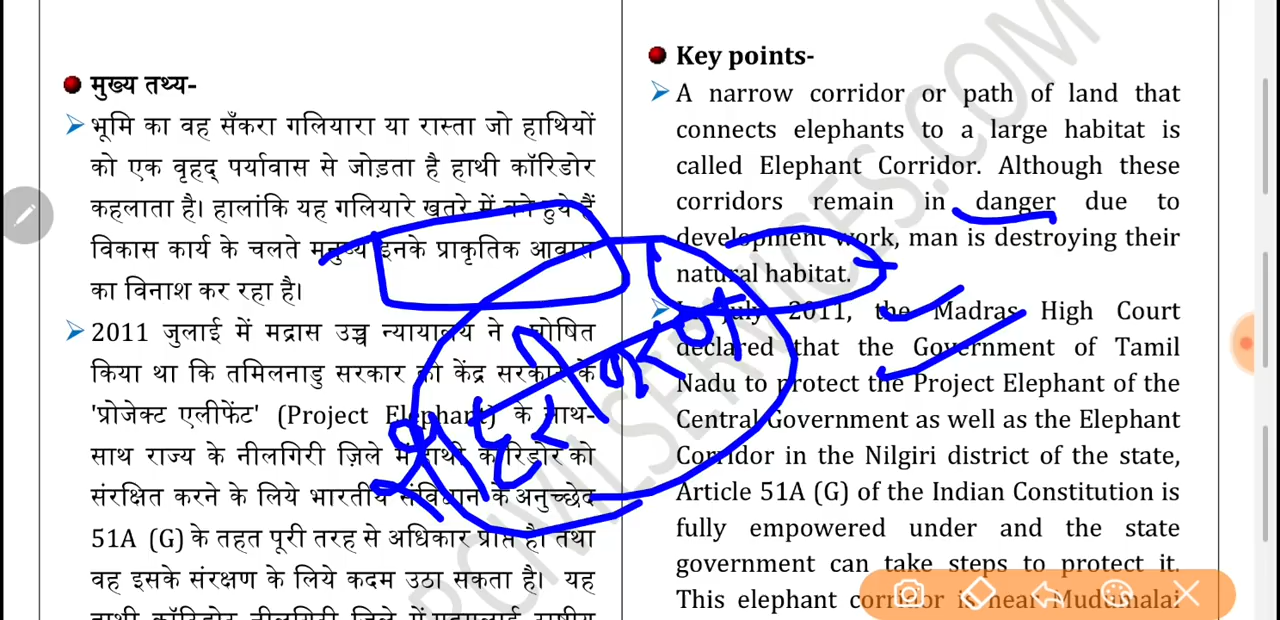 मुख्य तथ्य-
भूमि का वह सँकरा गलियारा या रास्ता जो हाथियों
को एक वृहद् पर्यावास से जोड़ता है हाथी कॉरिडोर
कहलाता है। हालांकि यह गलियारे खतरे में बने हुये हैं
विकास कार्य के चलते मनुष्य इनके प्राकृतिक आवास
का विनाश कर रहा है।
2011 जुलाई में मद्रास उच्च न्यायालय ने घोषित
किया था कि तमिलनाडु सरकार को केंद्र सरकार के
'प्रोजेक्ट एलीफेंट' (Project Elephant) के साथ-
साथ राज्य के नीलगिरी ज़िले में हाथी कॉरिडोर को
संरक्षित करने के लिये भारतीय संविधान के अनुच्छेद
51A (G) के तहत पूरी तरह से अधिकार प्राप्त है। तथा
वह इसके संरक्षण के लिये कदम उठा सकता है। यह
हाथी कॉरिडोर नीलगिरी ज़िले में
Key points-
A narrow corridor or path of land that
connects elephants to a large habitat is
called Elephant Corridor. Although these
corridors remain in danger due to
development work, man is destroying their
natural habitat.
In July 2011, the Madras High Court
declared that the Government of Tamil
Nadu to protect the Project Elephant of the
Central Government as well as the Elephant
Corridor in the Nilgiri district of the state,
Article 51A (G) of the Indian Constitution is
fully empowered under and the state
government can take steps to protect it.
This elephant corridor is near Mudumalai